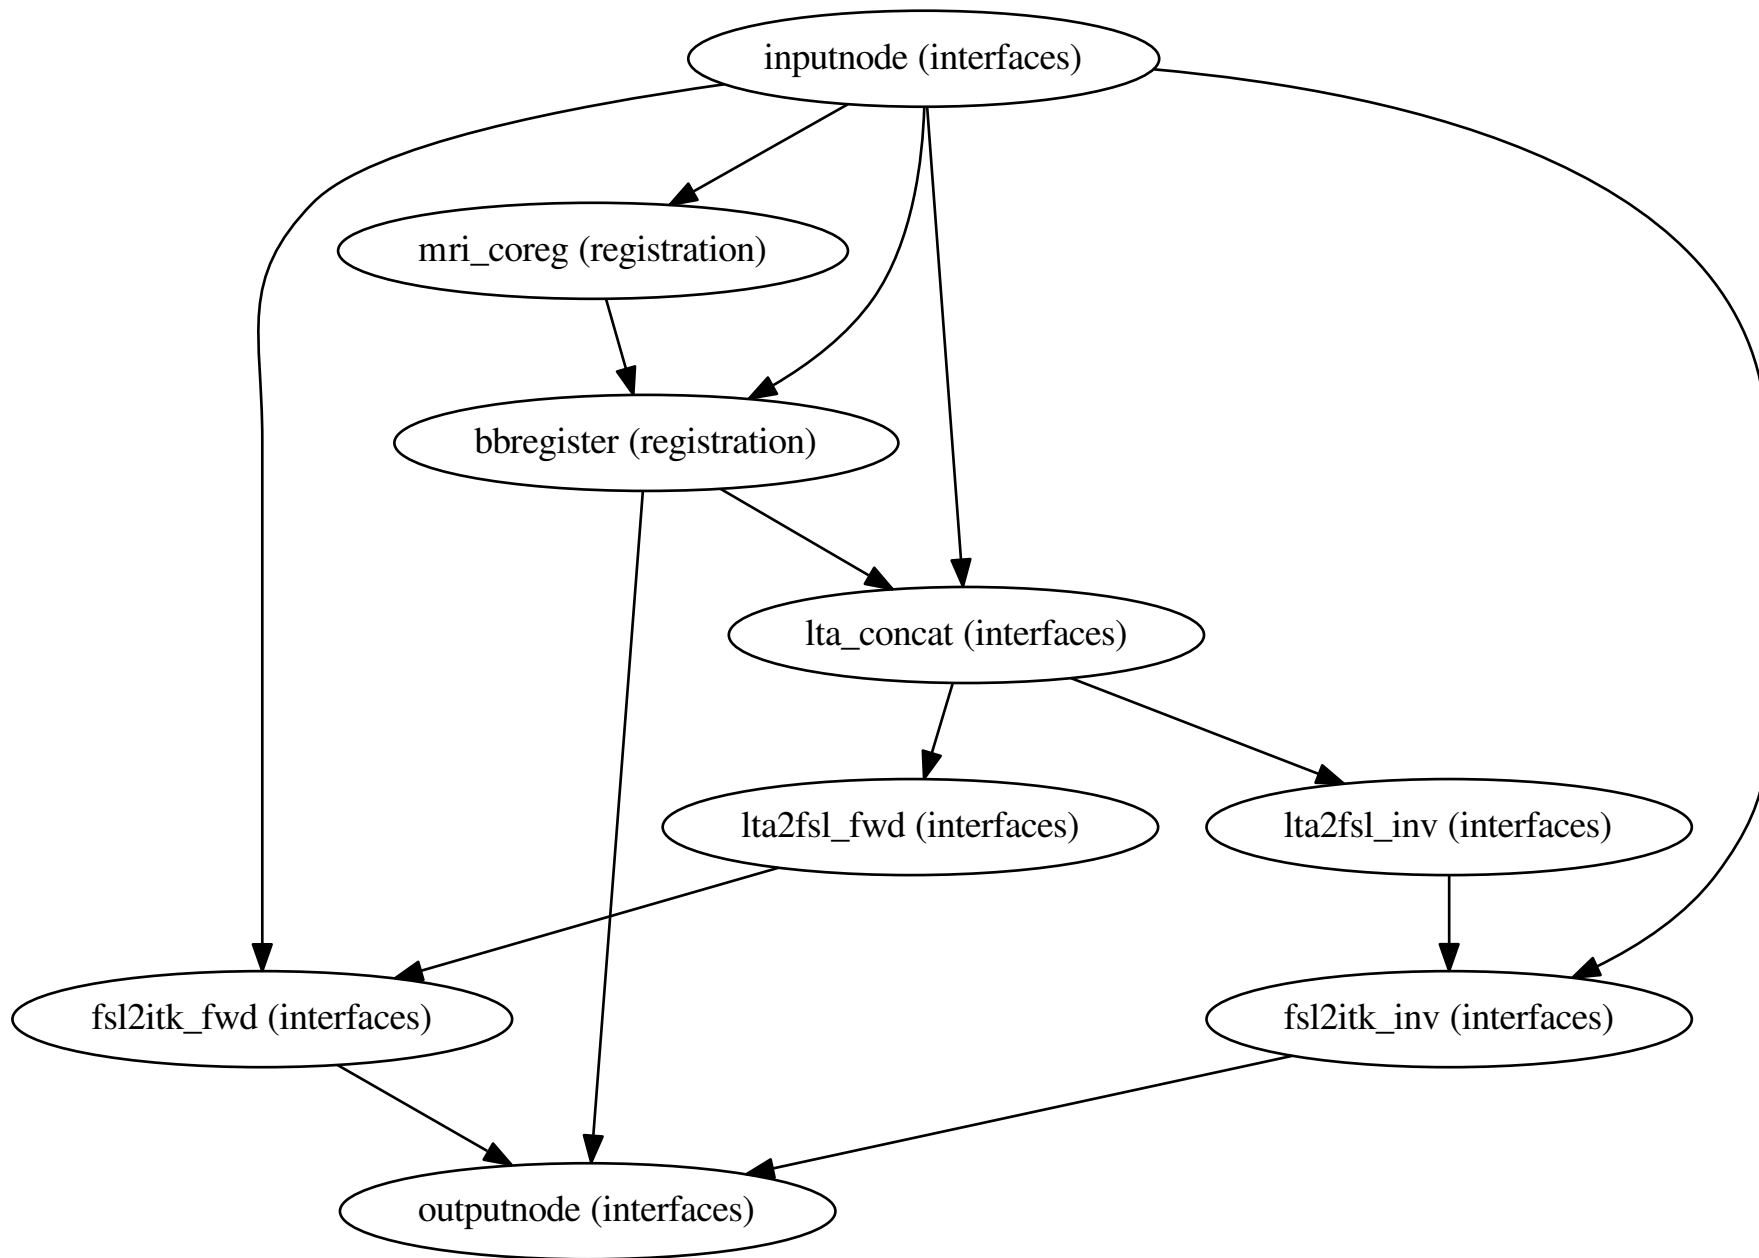 inputnode (interfaces)
mri_coreg (registration)
bbregister (registration)
lta_concat (interfaces)
lta2fsl_fwd (interfaces)
lta2fsl_inv (interfaces)
fsl2itk_fwd (interfaces)
fsl2itk_inv (interfaces)
outputnode (interfaces)